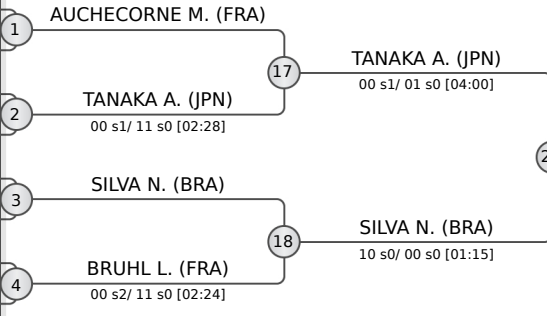 AUCHECORNE M. (FRA)
1
17
TANAKA A. (JPN)
00 s1/ 01 s0 [04:00]
TANAKA A. (JPN)
2
00 s1/ 11 s0 [02:28]
SILVA N. (BRA)
3
18
SILVA N. (BRA)
10 s0/ 00 s0 [01:15]
BRUHL L. (FRA)
4
00 s2/ 11 s0 [02:24]